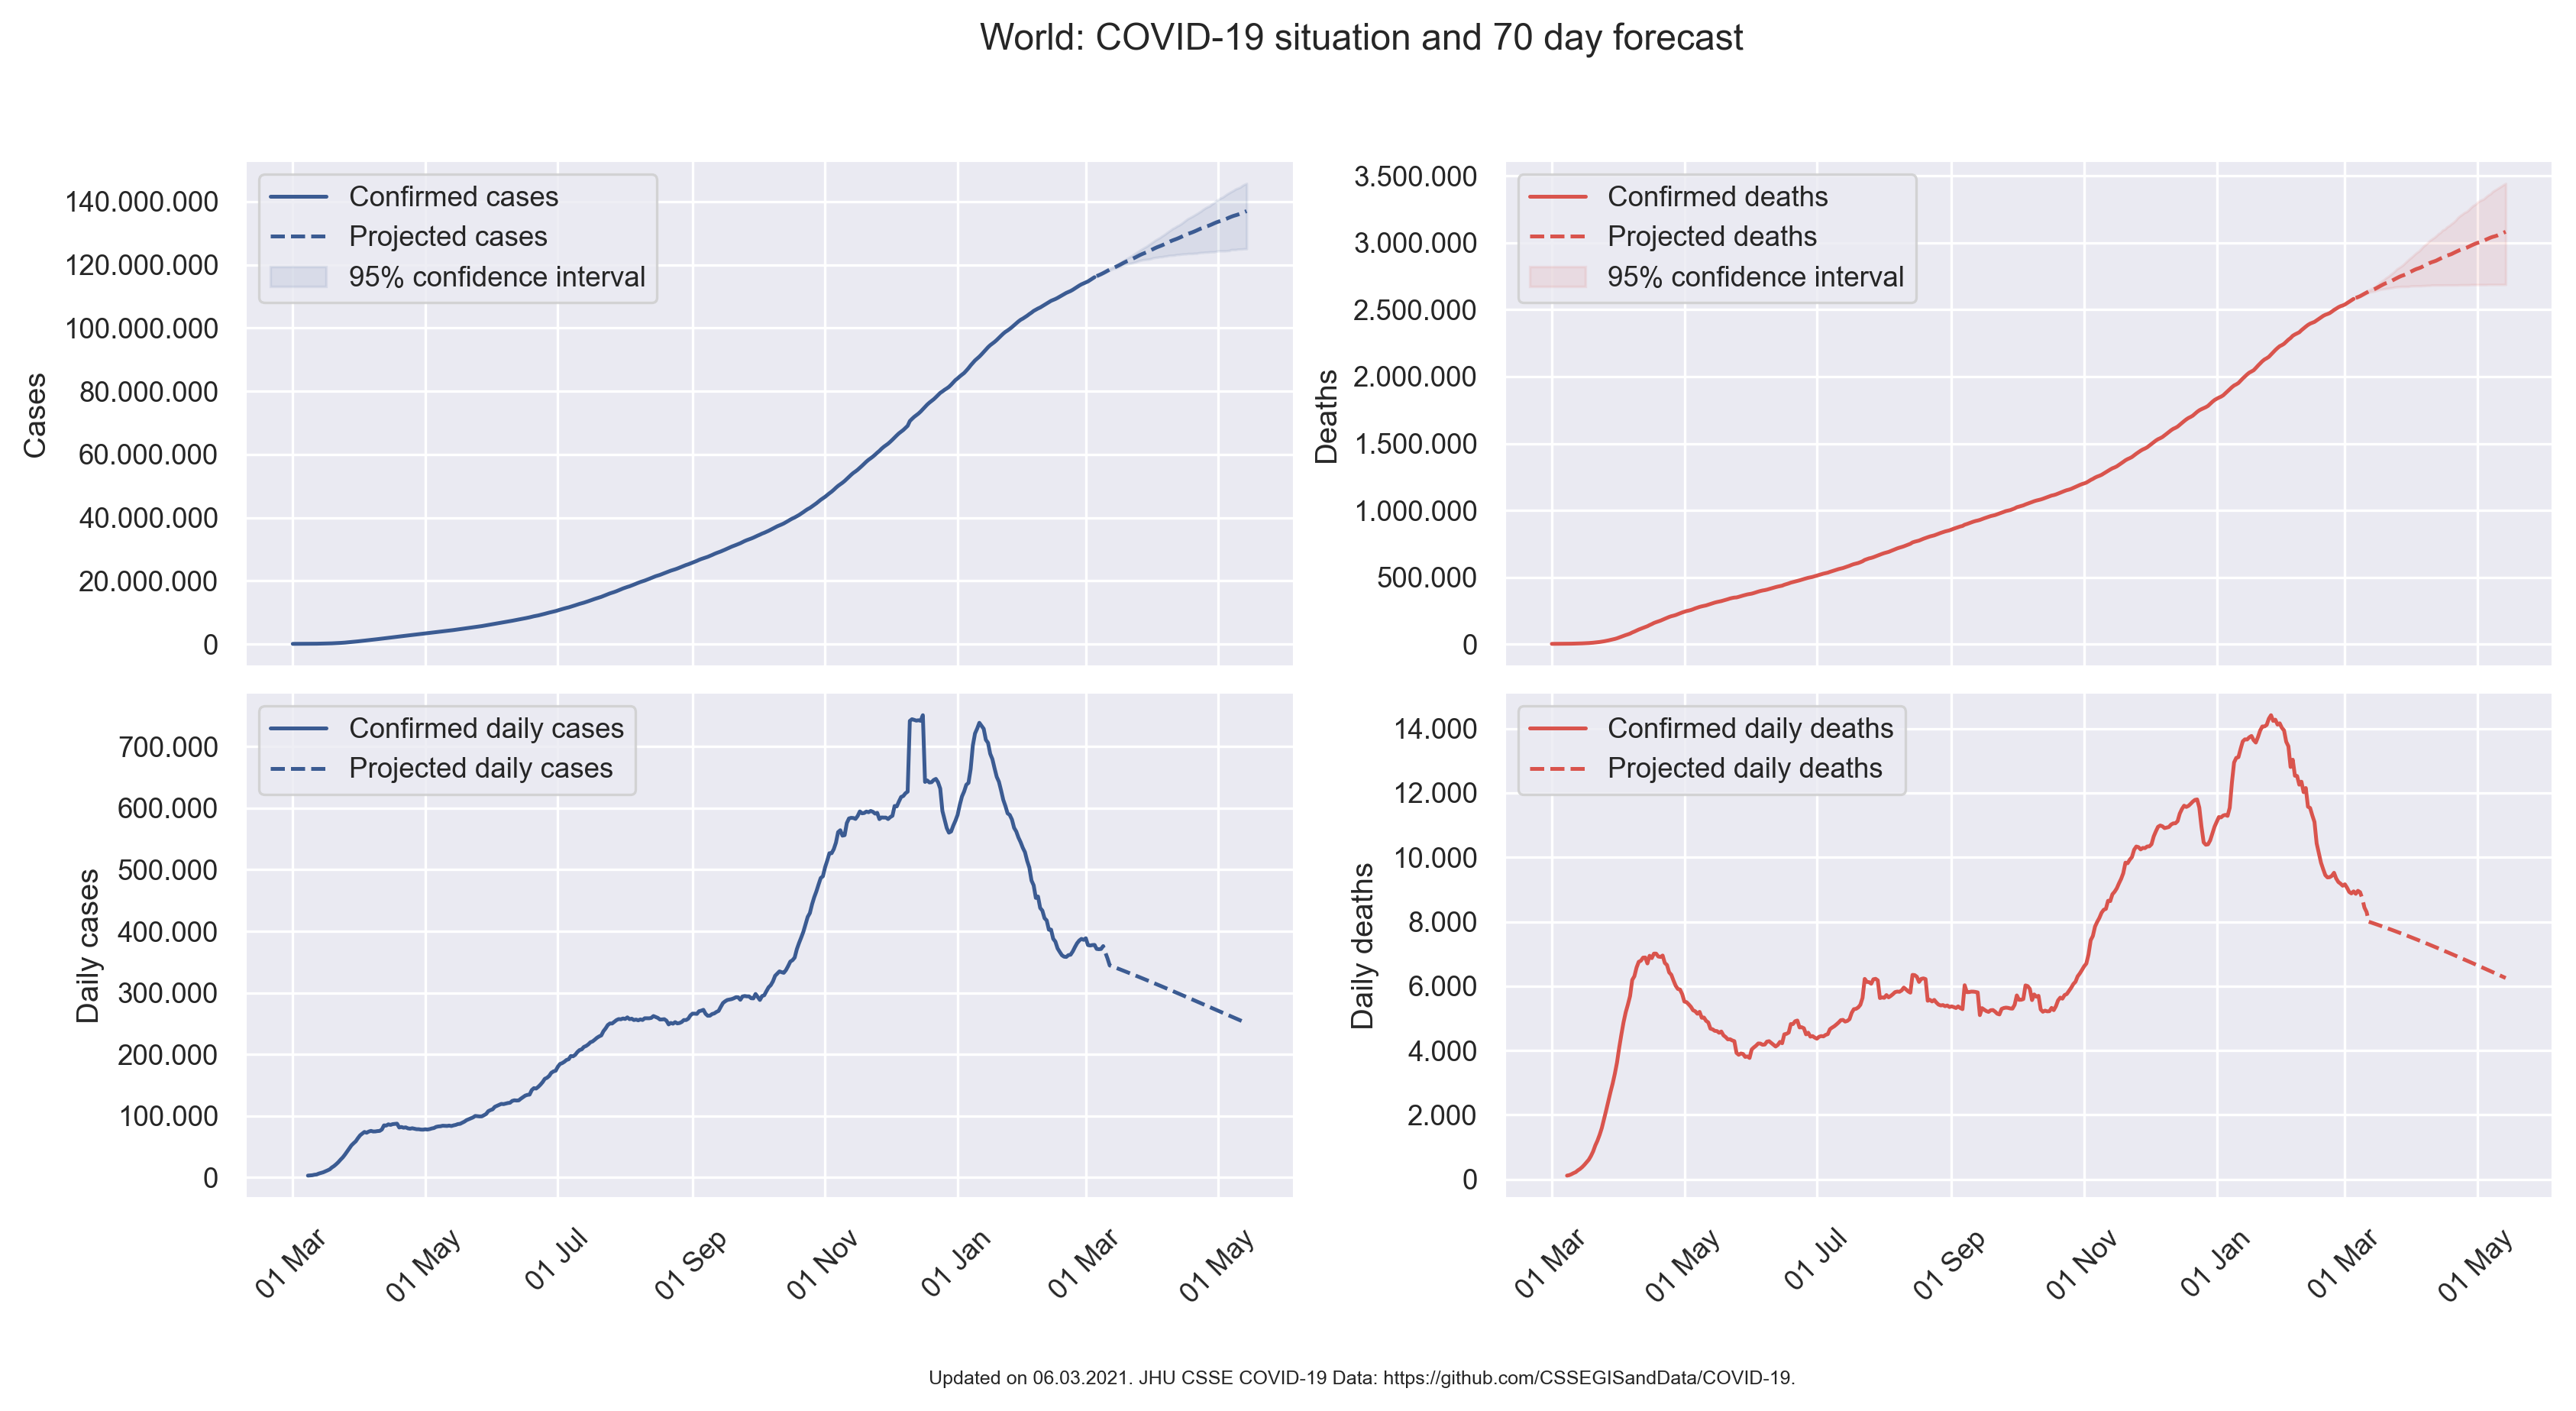 World: COVID-19 situation and 70 day forecast
Cases
140.000.000
120.000.000
100.000.000
80.000.000
60.000.000
40.000.000
20.000.000
0
Confirmed cases
Projected cases
95% confidence interval
Deaths
3.500.000
3.000.000
2.500.000
2.000.000
1.500.000
1.000.000
500.000
0
Confirmed deaths
Projected deaths
95% confidence interval
Daily cases
700.000
600.000
500.000
400.000
300.000
200.000
100.000
0
Confirmed daily cases
Projected daily cases
01 Mar
01 May
01 Jul
01 Sep
01 Nov
01 Jan
01 Mar
01 May
Daily deaths
14.000
12.000
10.000
8.000
6.000
4.000
2.000
0
Confirmed daily deaths
Projected daily deaths
01 Mar
01 May
01 Jul
01 Sep
01 Nov
01 Jan
01 Mar
01 May
Updated on 06.03.2021. JHU CSSE COVID-19 Data: https://github.com/CSSEGISandData/COVID-19.